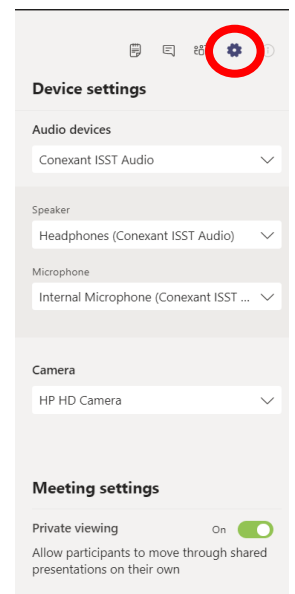 Device settings
Audio devices
Conexant ISST Audio
Speaker
Headphones (Conexant ISST Audio)
Microphone
Internal Microphone (Conexant ISST ...
Camera
HP HD Camera
Meeting settings
Private viewing On
Allow participants to move through shared
presentations on their own